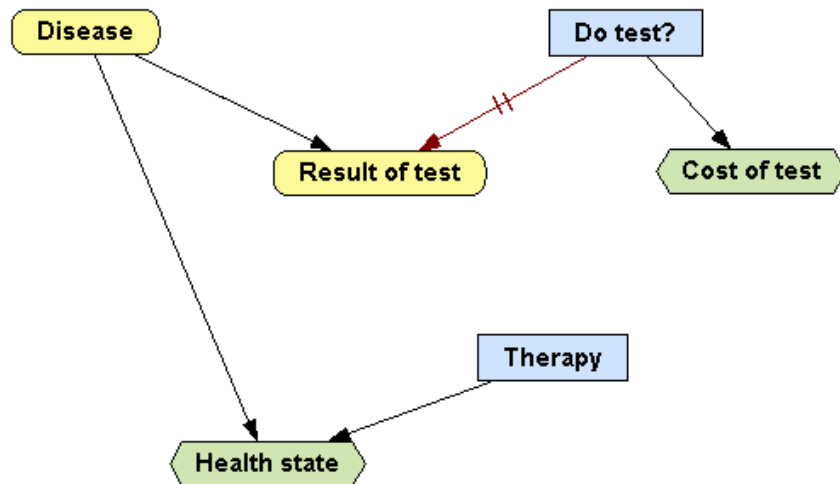 Disease
Do test?
Result of test
Cost of test
Therapy
Health state